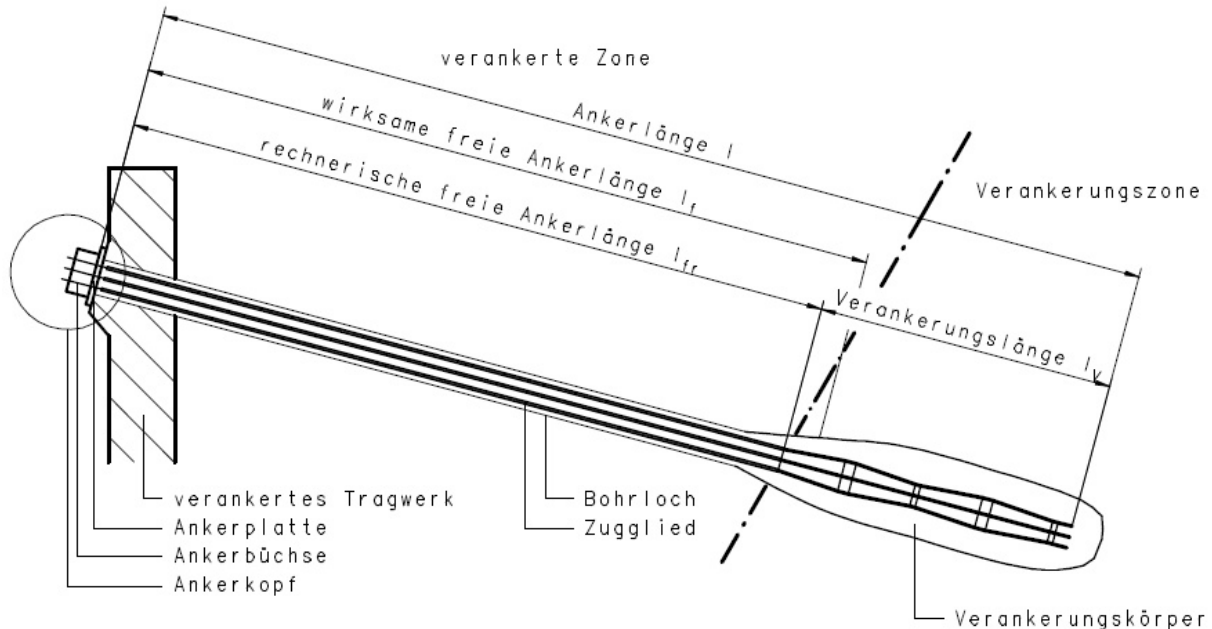 verankerte Zone
Ankerlänge l
wirksame freie Ankerlänge lf
rechnerische freie Ankerlänge lfr
Verankerungszone
Verankerungslänge lv
verankertes Tragwerk
Ankerplatte
Ankerbüchse
Ankerkopf
Bohrloch
Zugglied
Verankerungskörper